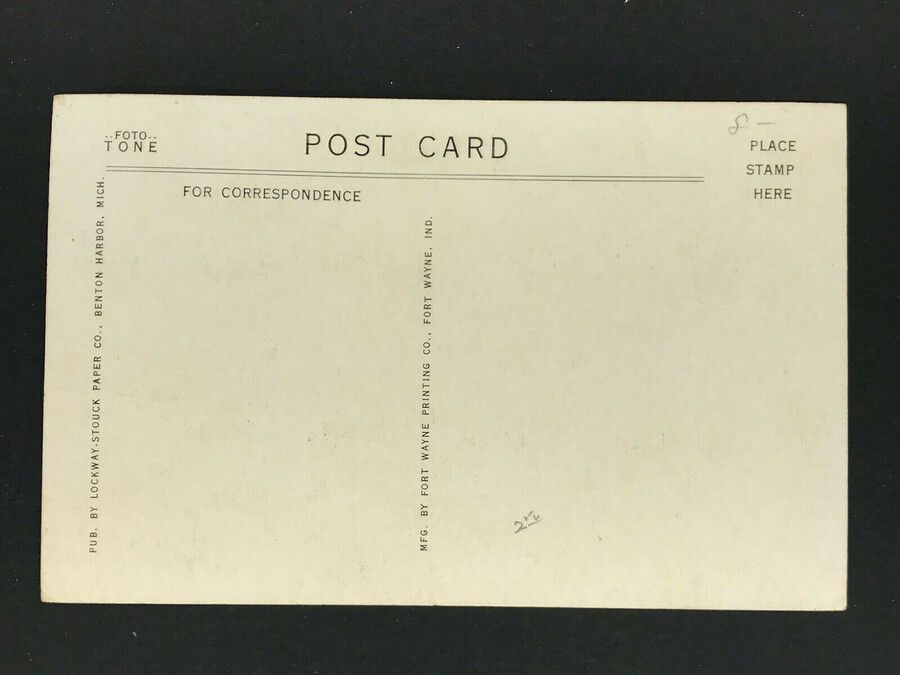 --FOTO--
TONE
POST CARD
PLACE
STAMP
HERE
FOR CORRESPONDENCE
PUB. BY LOCKWAY-STOUCK PAPER CO., BENTON HARBOR, MICH.
MFG. BY FORT WAYNE PRINTING CO., FORT WAYNE, IND.